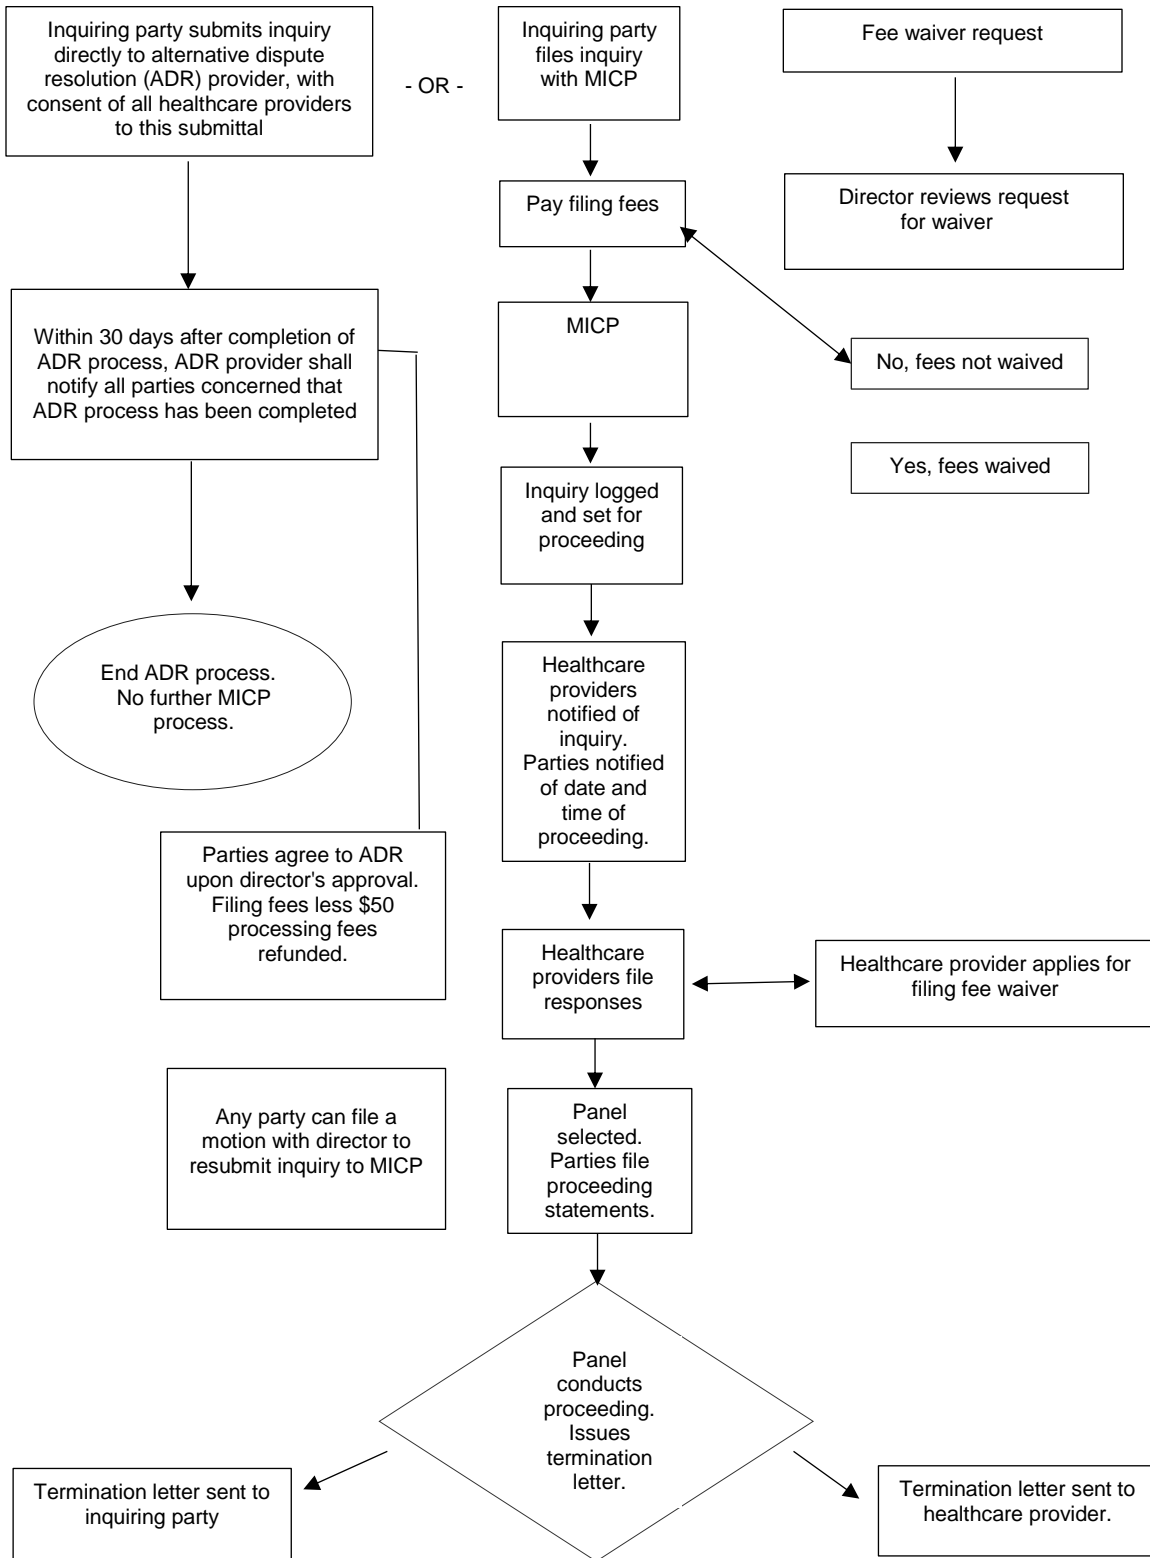 Inquiring party submits inquiry
directly to alternative dispute
resolution (ADR) provider, with
consent of all healthcare providers
to this submittal
- OR -
Inquiring party
files inquiry
with MICP
Fee waiver request
Pay filing fees
Director reviews request
for waiver
Within 30 days after completion of
ADR process, ADR provider shall
notify all parties concerned that
ADR process has been completed
MICP
No, fees not waived
Yes, fees waived
Inquiry logged
and set for
proceeding
End ADR process.
No further MICP
process.
Healthcare
providers
notified of
inquiry.
Parties notified
of date and
time of
proceeding.
Parties agree to ADR
upon director's approval.
Filing fees less $50
processing fees
refunded.
Healthcare
providers file
responses
Healthcare provider applies for
filing fee waiver
Any party can file a
motion with director to
resubmit inquiry to MICP
Panel
selected.
Parties file
proceeding
statements.
Panel
conducts
proceeding.
Issues
termination
letter.
Termination letter sent to
inquiring party
Termination letter sent to
healthcare provider.